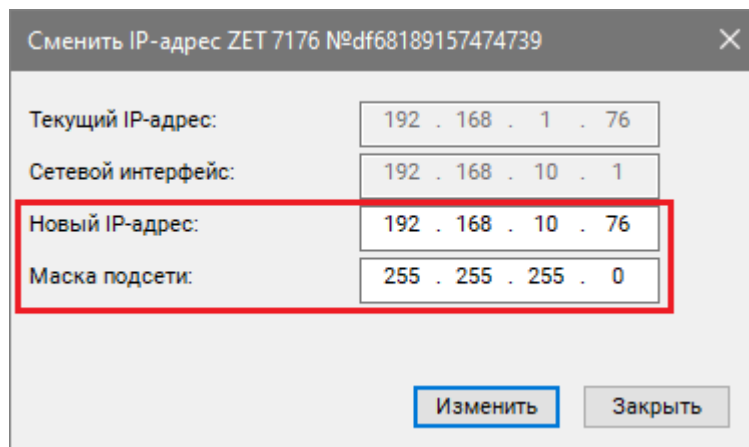 Сменить IP-адрес ZET 7176 №df68189157474739
Текущий IP-адрес: 192 . 168 . 1 . 76
Сетевой интерфейс: 192 . 168 . 10 . 1
Новый IP-адрес: 192 . 168 . 10 . 76
Маска подсети: 255 . 255 . 255 . 0
Изменить Закрыть